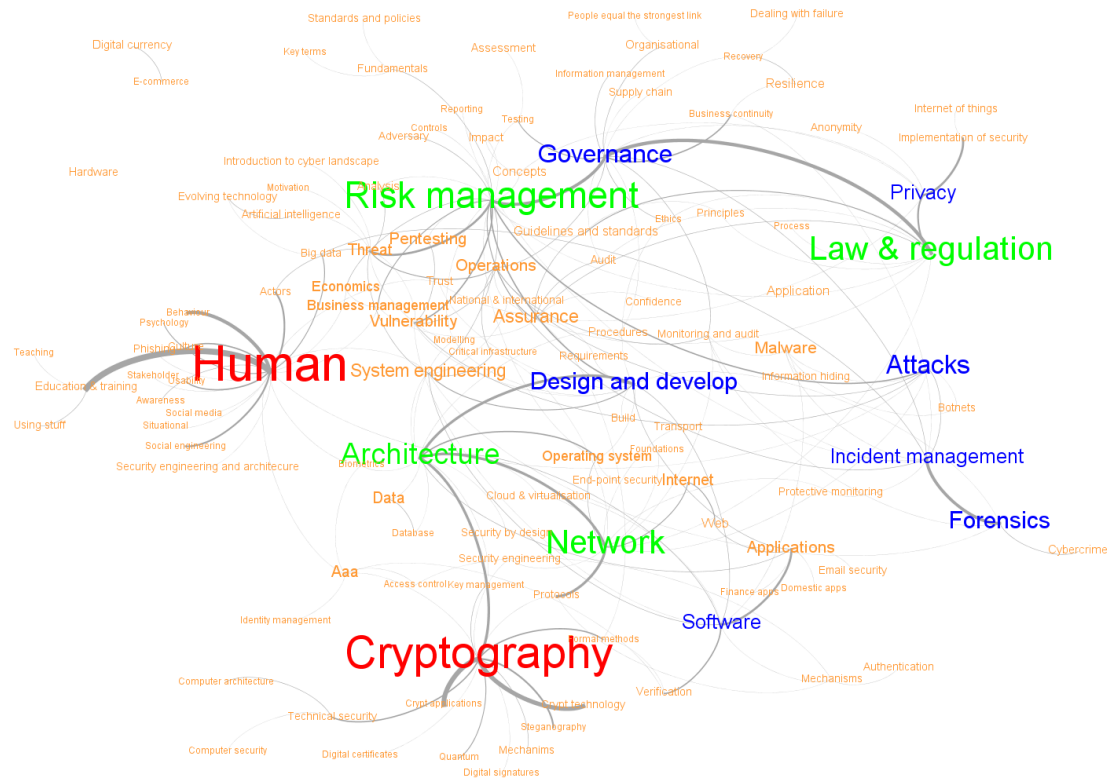 People equal the strongest link
Dealing with failure
Standards and policies
Digital currency
Key terms
Assessment
Organisational
Recovery
Fundamentals
Information management
E-commerce
Resilience
Supply chain
Reporting
Internet of things
Testing
Business continuity
Controls
Anonymity
Adversary
Impact
Implementation of security
Governance
Introduction to cyber landscape
Hardware
Concepts
Motivation
Analysis
Privacy
Evolving technology
Risk management
Artificial intelligence
Principles
Ethics
Process
Guidelines and standards
Pentesting
Threat
Law & regulation
Big data
Audit
Operations
Trust
Economics
Actors
Application
National & international
Confidence
Business management
Behaviour
Assurance
Psychology
Vulnerability
Procedures
Monitoring and audit
Modelling
Phishing
Culture
Malware
Teaching
Critical infrastructure
Requirements
Human
Attacks
System engineering
Stakeholder
Information hiding
Usability
Design and develop
Education & training
Awareness
Botnets
Social media
Build
Using-stuff
Situational
Transport
Social engineering
Foundations
Architecture
Operating system
Incident management
Security engineering and architecure
Biometrics
End-point security
Internet
Protective monitoring
Data
Cloud & virtualisation
Forensics
Web
Database
Security by design
Network
Applications
Cybercrime
Security engineering
Aaa
Email security
Access control
Key management
Domestic apps
Finance apps
Protocols
Identity management
Software
Formal methods
Cryptography
Authentication
Mechanisms
Computer architecture
Verification
Crypt applications
Crypt technology
Technical security
Steganography
Computer security
Digital certificates
Mechanims
Quantum
Digital signatures